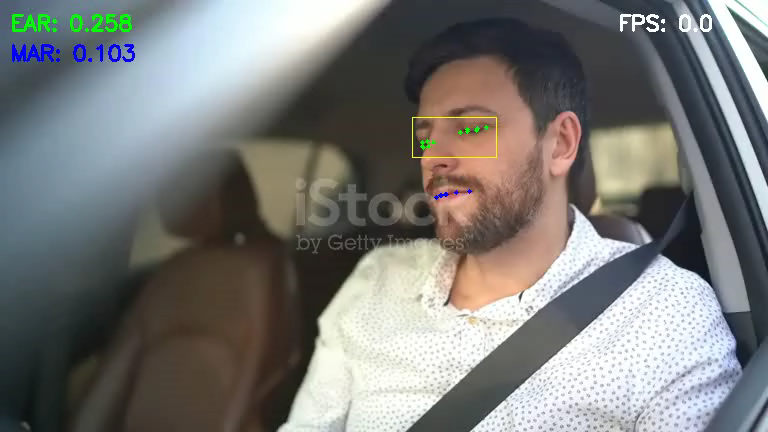 EAR: 0.258
FPS: 0.0
MAR: 0.103
iStock
by Getty Images